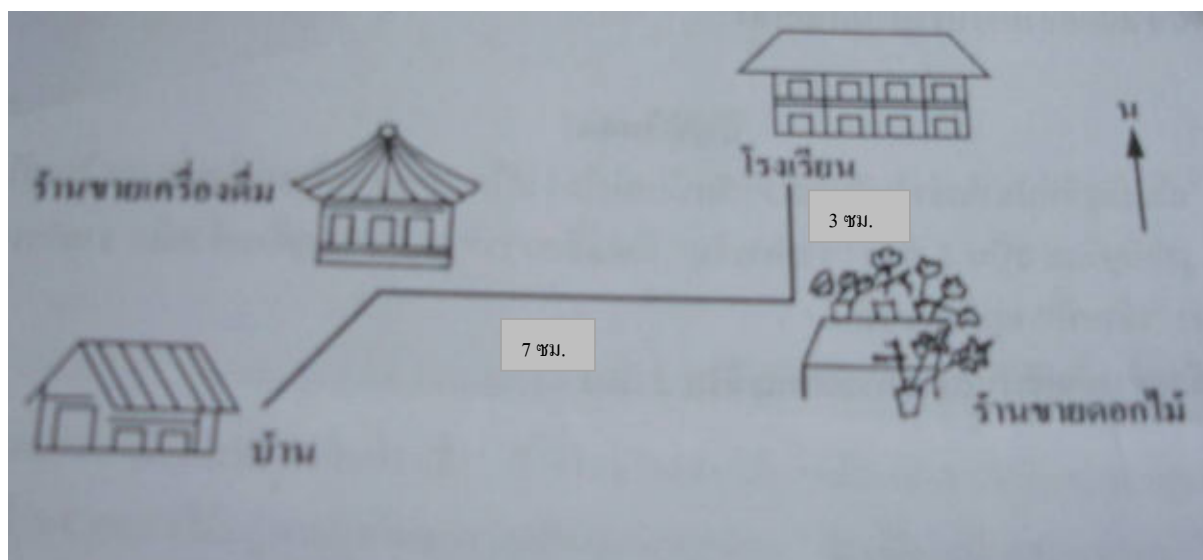 โรงเรียน
น
ร้านขายเครื่องดื่ม
3 ซม.
7 ซม.
ร้านขายดอกไม้
บ้าน